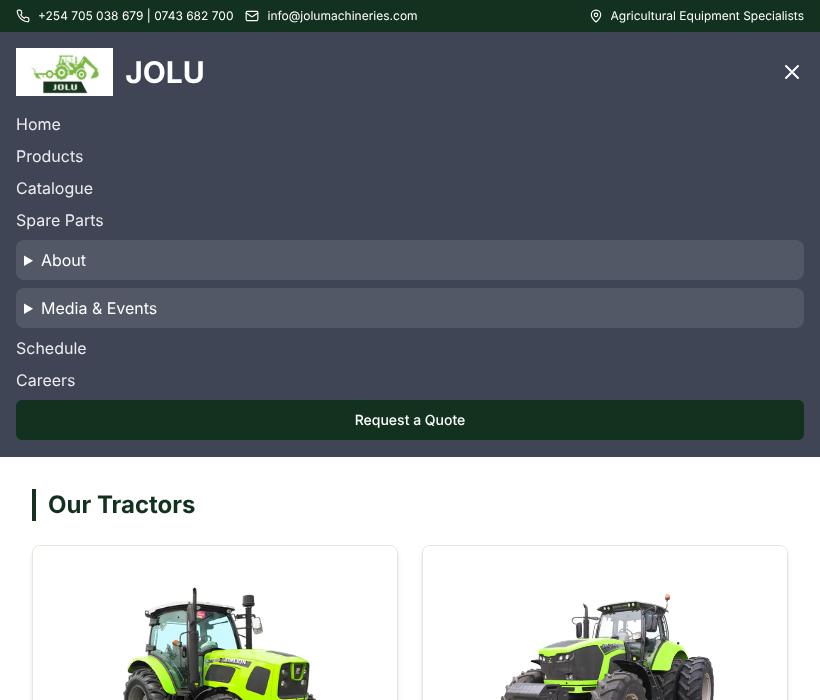 +254 705 038 679 | 0743 682 700 info@jolumachineries.com Agricultural Equipment Specialists
JOLU
JOLU
Home
Products
Catalogue
Spare Parts
About
Media & Events
Schedule
Careers
Request a Quote
Our Tractors